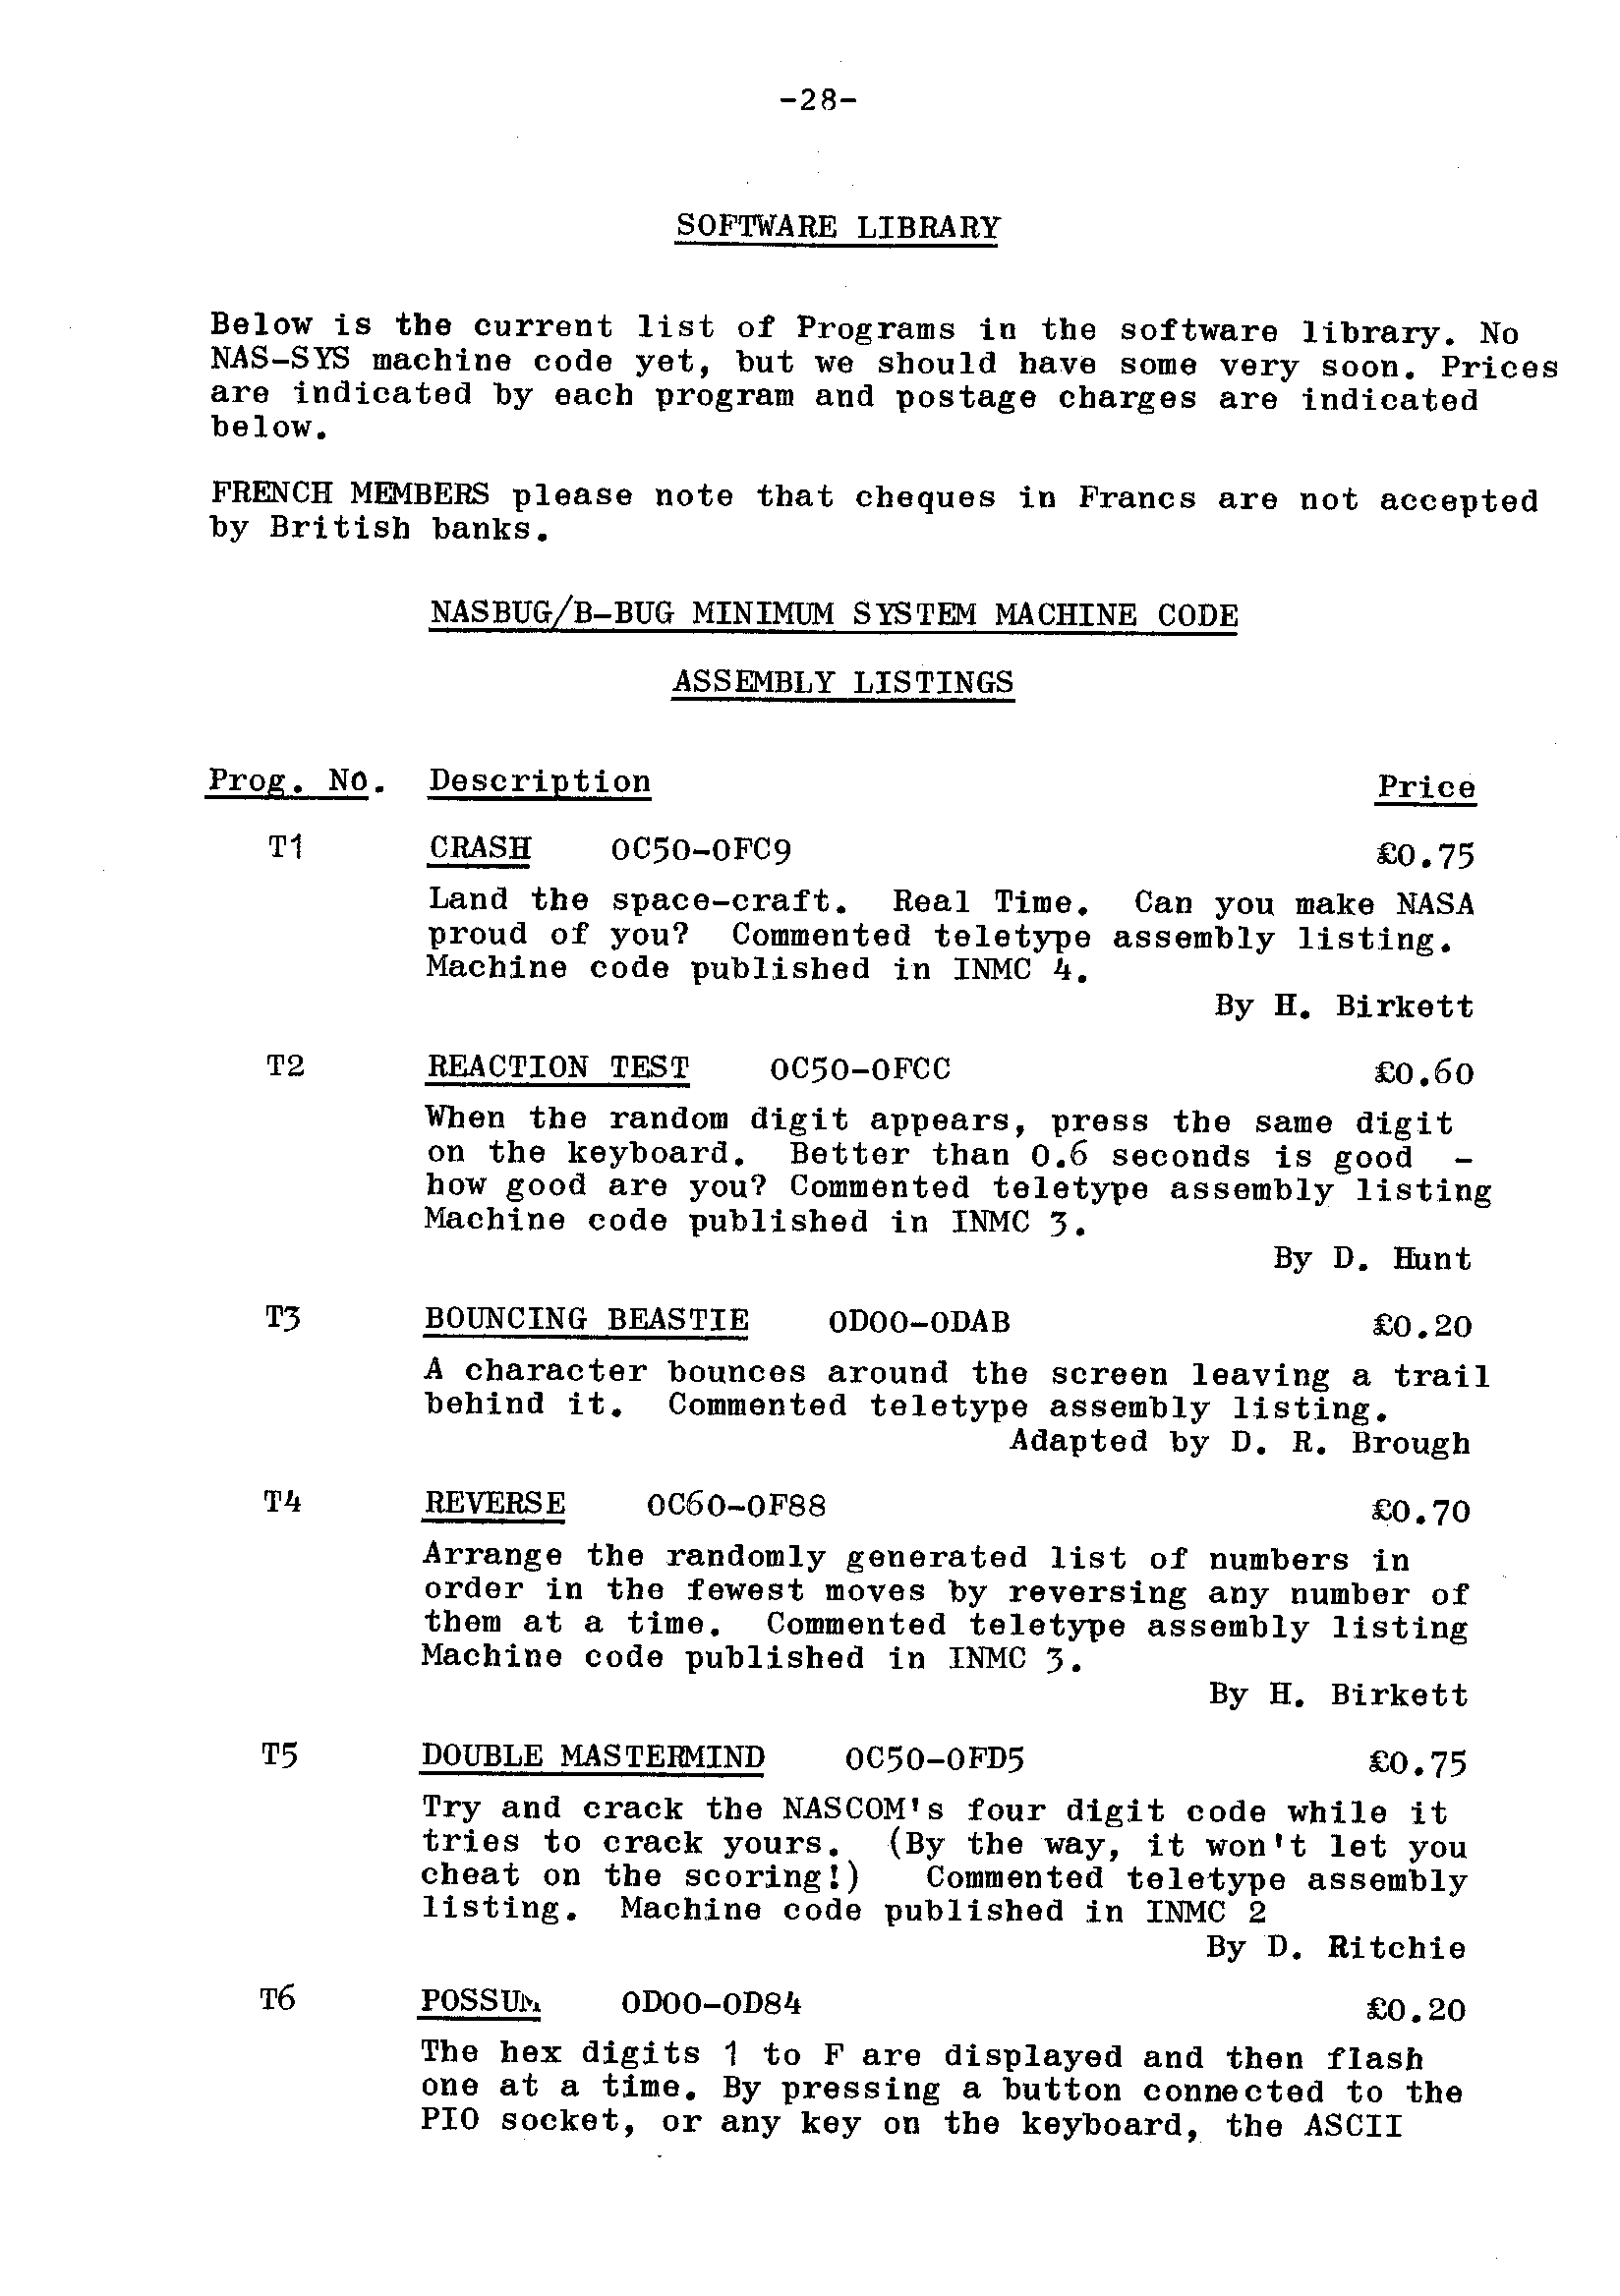 -28-
SOFTWARE LIBRARY
Below is the current list of Programs in the software library. No
NAS-SYS machine code yet, but we should have some very soon. Prices
are indicated by each program and postage charges are indicated
below.
FRENCH MEMBERS please note that cheques in Francs are not accepted
by British banks.
NASBUG/B-BUG MINIMUM SYSTEM MACHINE CODE
ASSEMBLY LISTINGS
Prog. No. Description Price
T1 CRASH 0C50-0FC9 £0.75
Land the space-craft. Real Time. Can you make NASA
proud of you? Commented teletype assembly listing.
Machine code published in INMC 4.
By H. Birkett
T2 REACTION TEST 0C50-0FCC £0.60
When the random digit appears, press the same digit
on the keyboard. Better than 0.6 seconds is good -
how good are you? Commented teletype assembly listing
Machine code published in INMC 3.
By D. Hunt
T3 BOUNCING BEASTIE 0D00-0DAB £0.20
A character bounces around the screen leaving a trail
behind it. Commented teletype assembly listing.
Adapted by D. R. Brough
T4 REVERSE 0C60-0F88 £0.70
Arrange the randomly generated list of numbers in
order in the fewest moves by reversing any number of
them at a time. Commented teletype assembly listing
Machine code published in INMC 3.
By H. Birkett
T5 DOUBLE MASTERMIND 0C50-0FD5 £0.75
Try and crack the NASCOM's four digit code while it
tries to crack yours. (By the way, it won't let you
cheat on the scoring!) Commented teletype assembly
listing. Machine code published in INMC 2
By D. Ritchie
T6 POSSUM 0D00-0D84 £0.20
The hex digits 1 to F are displayed and then flash
one at a time. By pressing a button connected to the
PIO socket, or any key on the keyboard, the ASCII